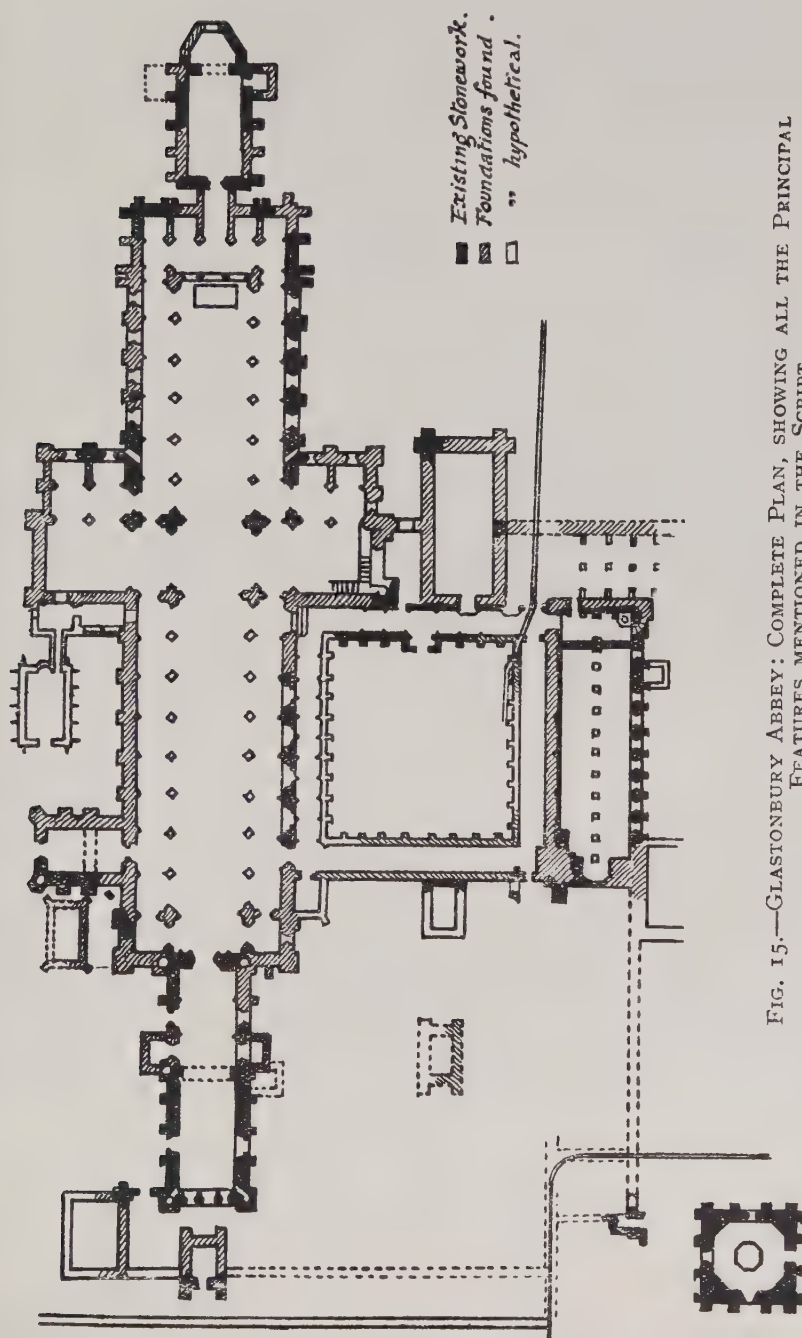 ■ Existing Stonework.
▨ Foundations found.
□ „ hypothetical.
FIG. 15.—GLASTONBURY ABBEY: COMPLETE PLAN, SHOWING ALL THE PRINCIPAL
FEATURES MENTIONED IN THE SCRIPT